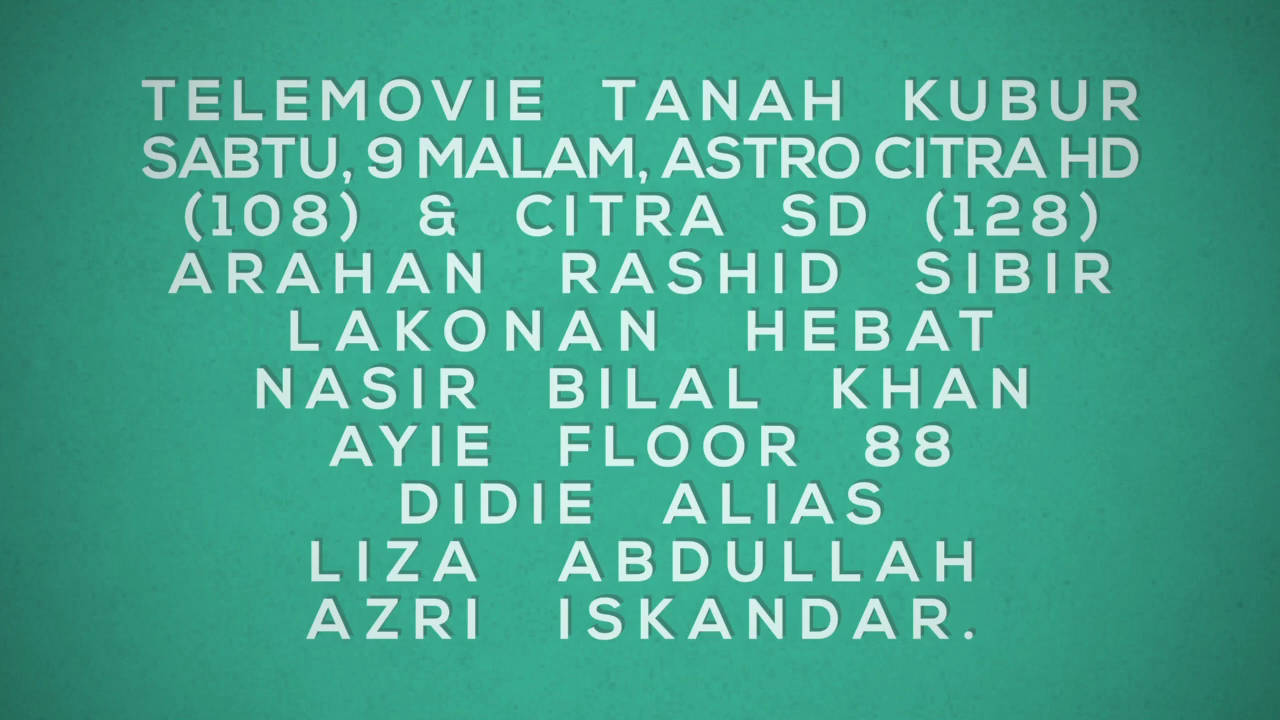 TELEMOVIE TANAH KUBUR
SABTU, 9 MALAM, ASTRO CITRA HD
(108) & CITRA SD (128)
ARAHAN RASHID SIBIR
LAKONAN HEBAT
NASIR BILAL KHAN
AYIE FLOOR 88
DIDIE ALIAS
LIZA ABDULLAH
AZRI ISKANDAR.